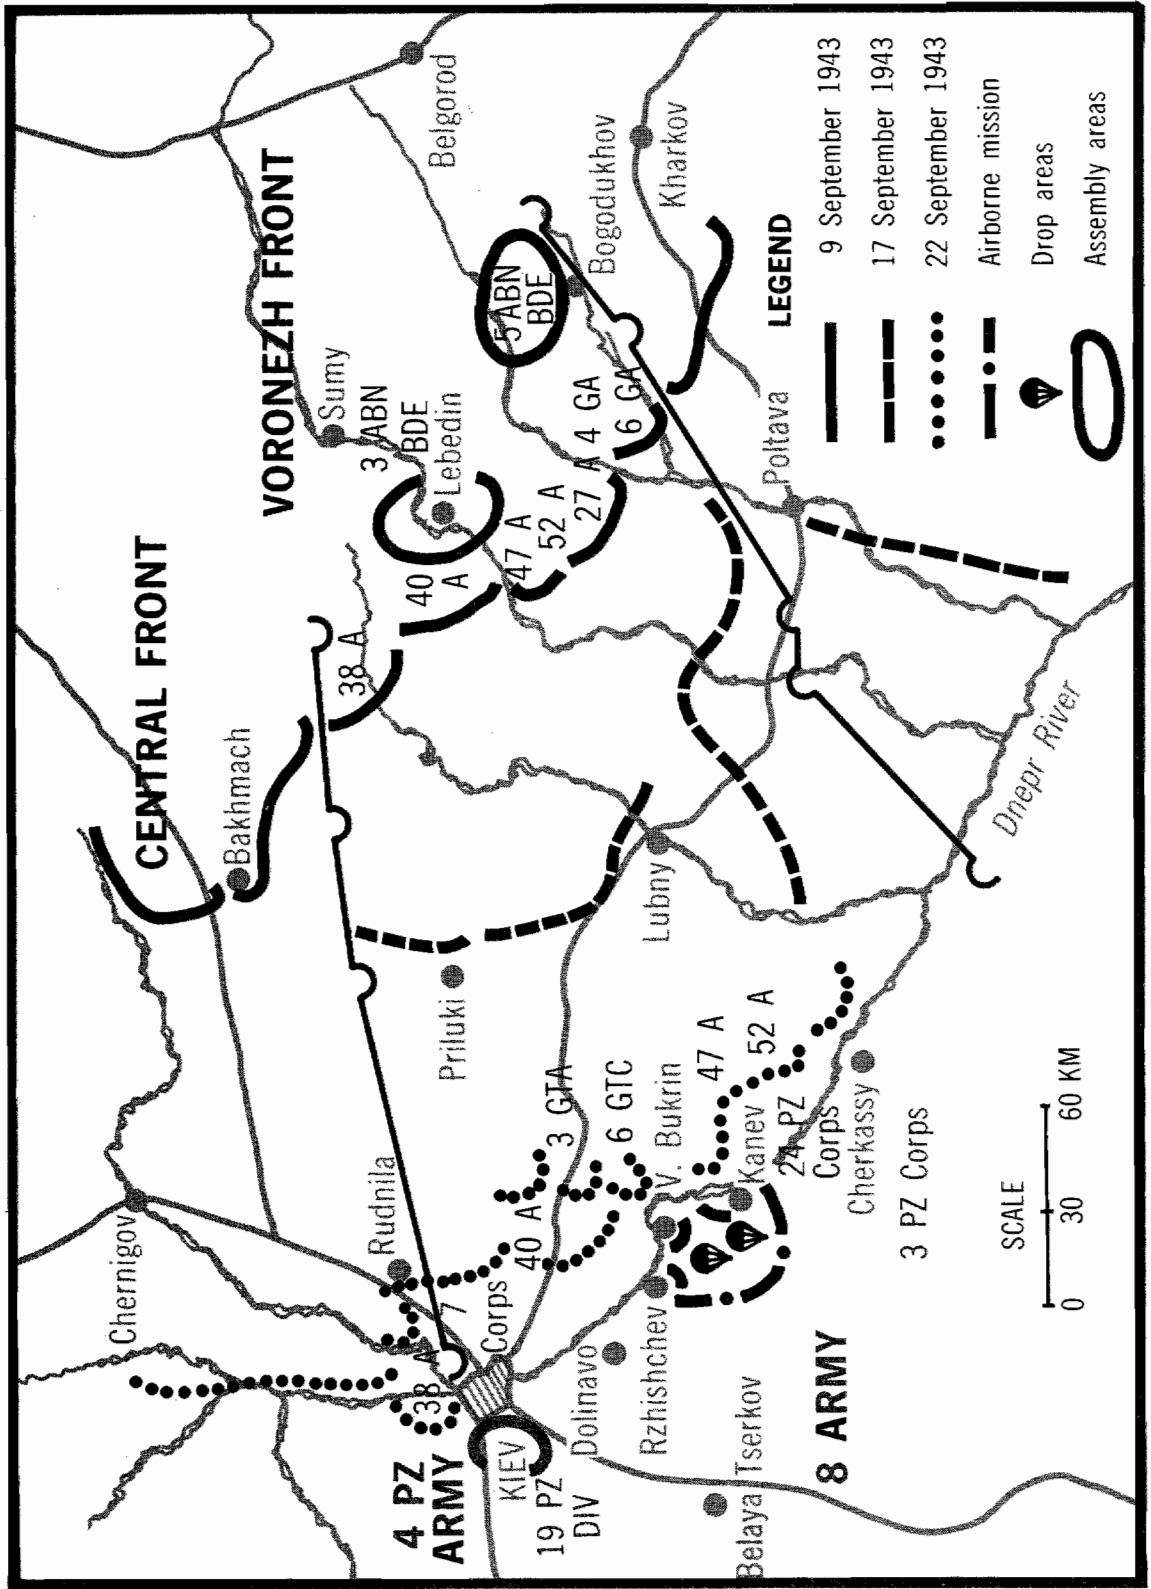 CENTRAL FRONT
VORONEZH FRONT
Chernigov
Bakhmach
Sumy
3 ABN
BDE
Lebedin
Belgorod
5 ABN
BDE
Bogodukhov
Kharkov
38 A
40
A
47 A
52 A
27 A
4 GA
6 GA
4 PZ
ARMY
38 A
7
Corps
Rudnila
Priluki
KIEV
19 PZ
DIV
40 A
3 GTA
6 GTC
Lubny
Poltava
Dolinavo
Rzhishchev
V. Bukrin
Kanev
47 A
52 A
24 PZ
Corps
Cherkassy
3 PZ Corps
Belaya Tserkov
8 ARMY
Dnepr River
SCALE
0 30 60 KM
LEGEND
9 September 1943
17 September 1943
22 September 1943
Airborne mission
Drop areas
Assembly areas